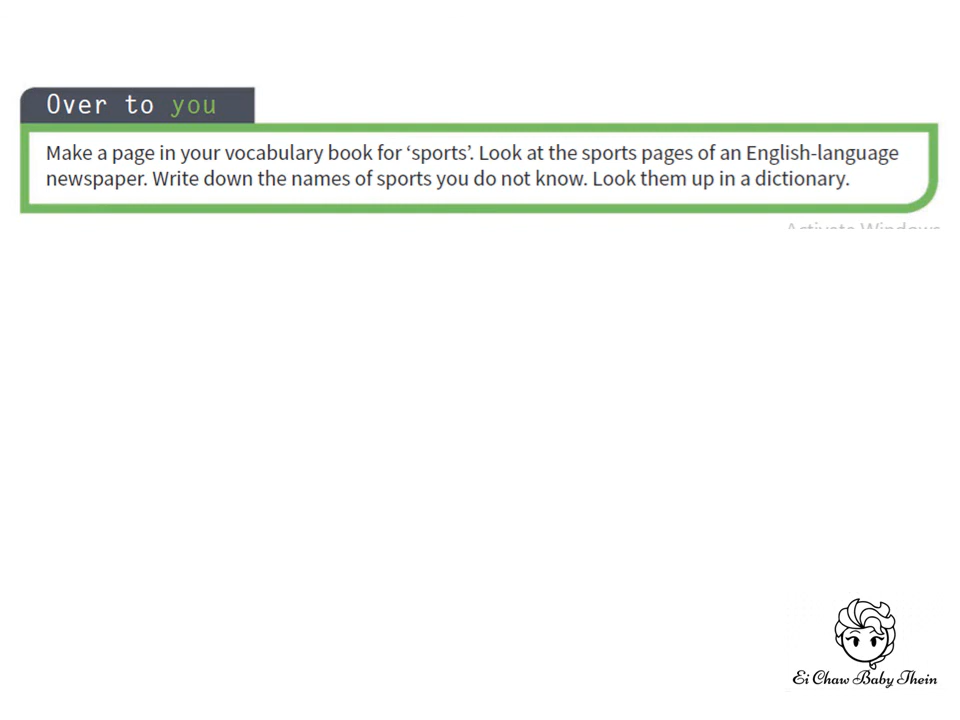 Over to you
Make a page in your vocabulary book for ‘sports’. Look at the sports pages of an English-language
newspaper. Write down the names of sports you do not know. Look them up in a dictionary.
Activate Windows
Ei Chaw Baby Thein